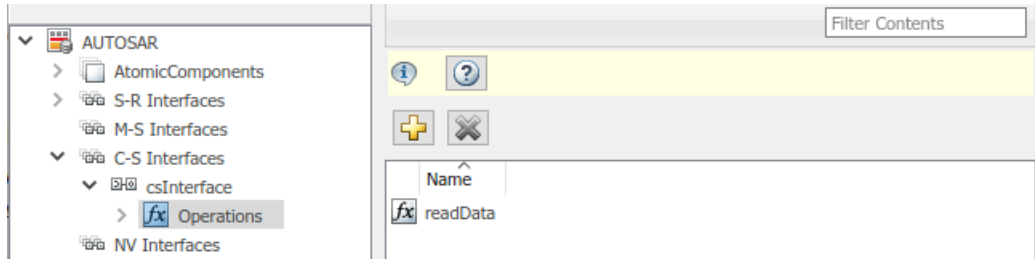 Filter Contents
AUTOSAR
AtomicComponents
S-R Interfaces
M-S Interfaces
C-S Interfaces
csInterface
fx Operations
NV Interfaces
Name
fx readData